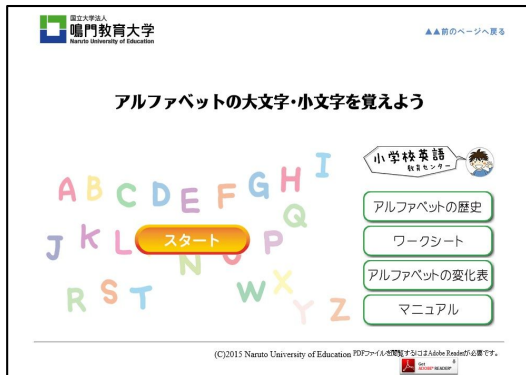 国立大学法人
鳴門教育大学
Naruto University of Education
▲▲前のページへ戻る
アルファベットの大文字・小文字を覚えよう
小学校英語
教育センター
A B C D E F G H I
J K L N O P Q
スタート
R S T W X Y Z
アルファベットの歴史
ワークシート
アルファベットの変化表
マニュアル
(C)2015 Naruto University of Education PDFファイルを閲覧するにはAdobe Readerが必要です。
Get
ADOBE® READER®